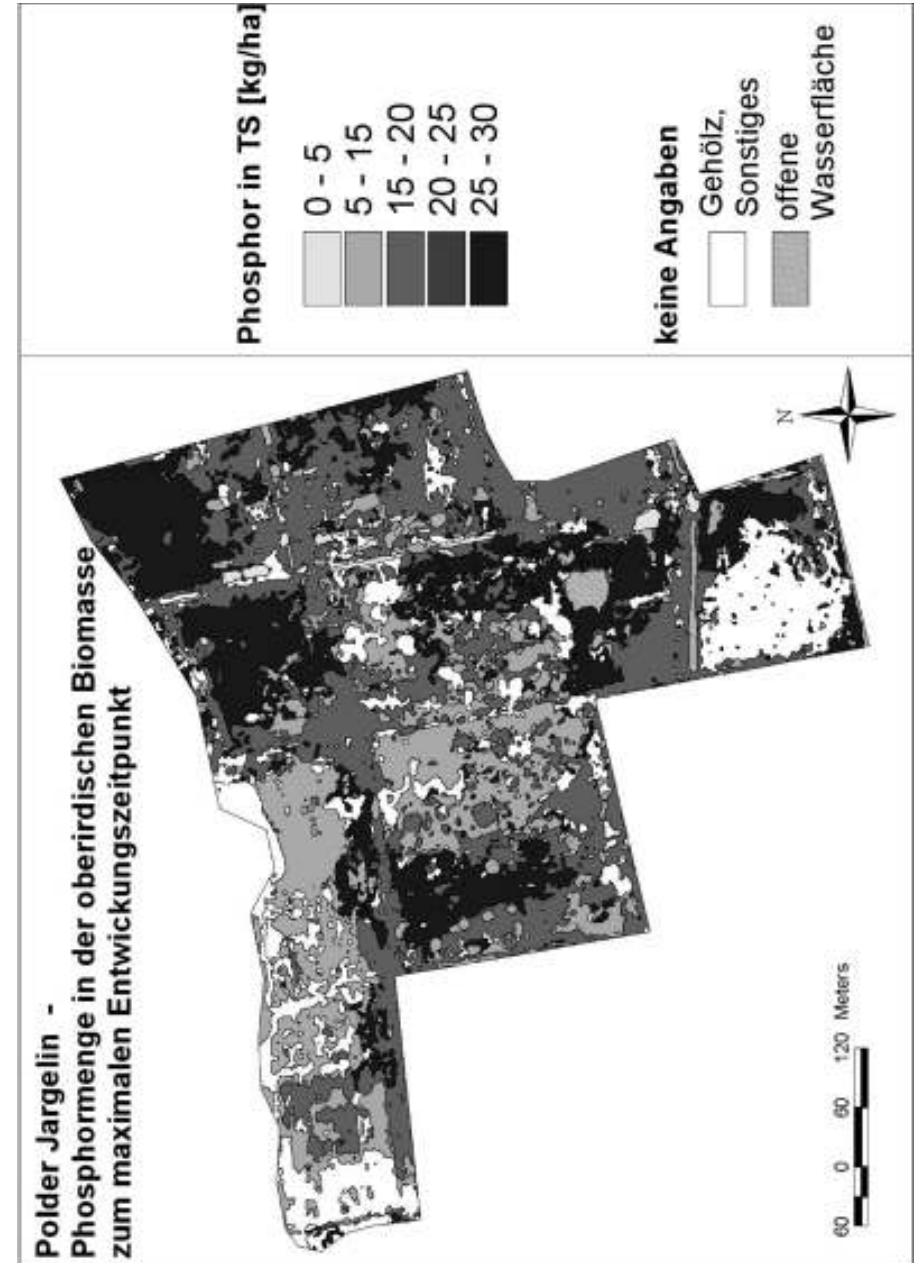 Polder Jargelin -
Phosphormenge in der oberirdischen Biomasse
zum maximalen Entwickungszeitpunkt
N
60 0 60 120 Meters
Phosphor in TS [kg/ha]
0 - 5
5 - 15
15 - 20
20 - 25
25 - 30
keine Angaben
Gehölz,
Sonstiges
offene
Wasserfläche